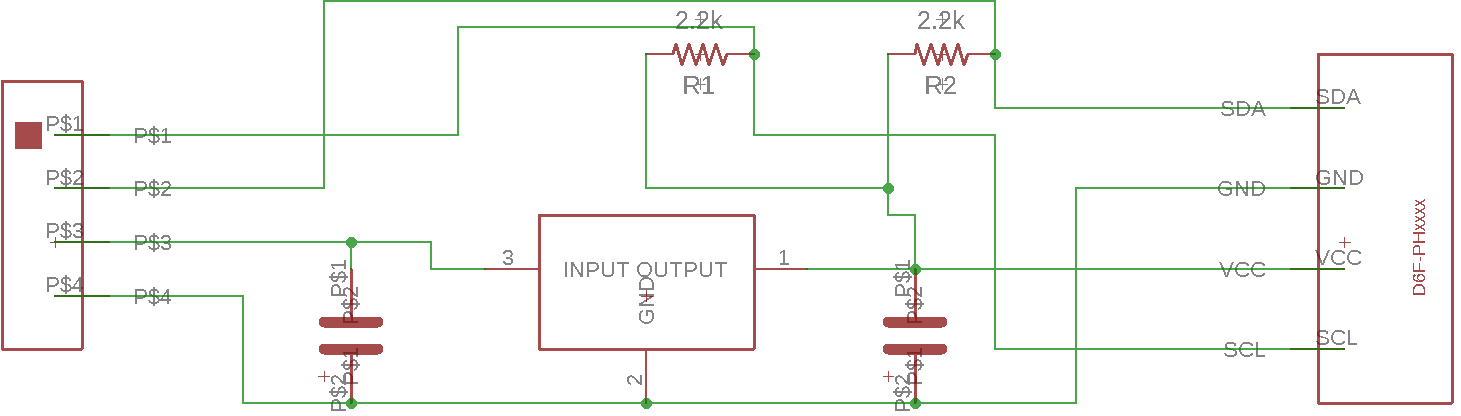 2.2k
2.2k
R1
R2
P$1
P$1
P$2
P$2
P$3
P$3
P$4
P$4
3
INPUT OUTPUT
1
GND
2
P$1
P$2
P$2
P$1
P$1
P$2
P$2
P$1
SDA
SDA
GND
GND
VCC
VCC
SCL
SCL
D6F-PHxxxx